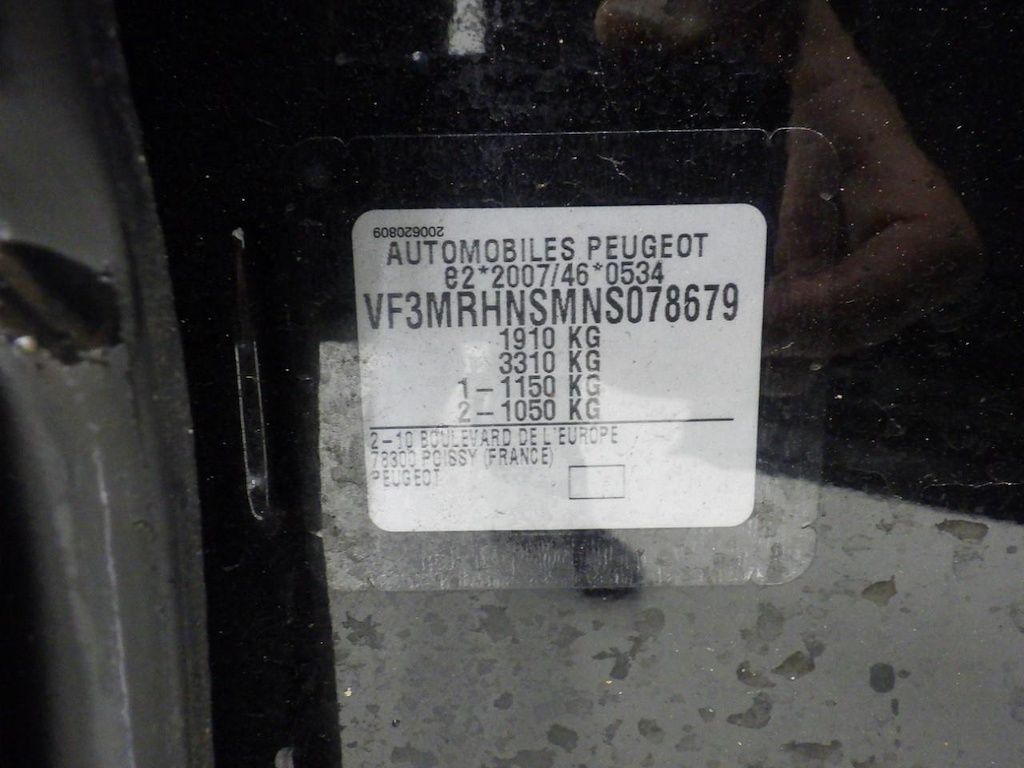 200620809
AUTOMOBILES PEUGEOT
e2*2007/46*0534
VF3MRHNSMNS078679
1910 KG
3310 KG
1-1150 KG
2-1050 KG
2-10 BOULEVARD DE L'EUROPE
78300 POISSY (FRANCE)
PEUGEOT